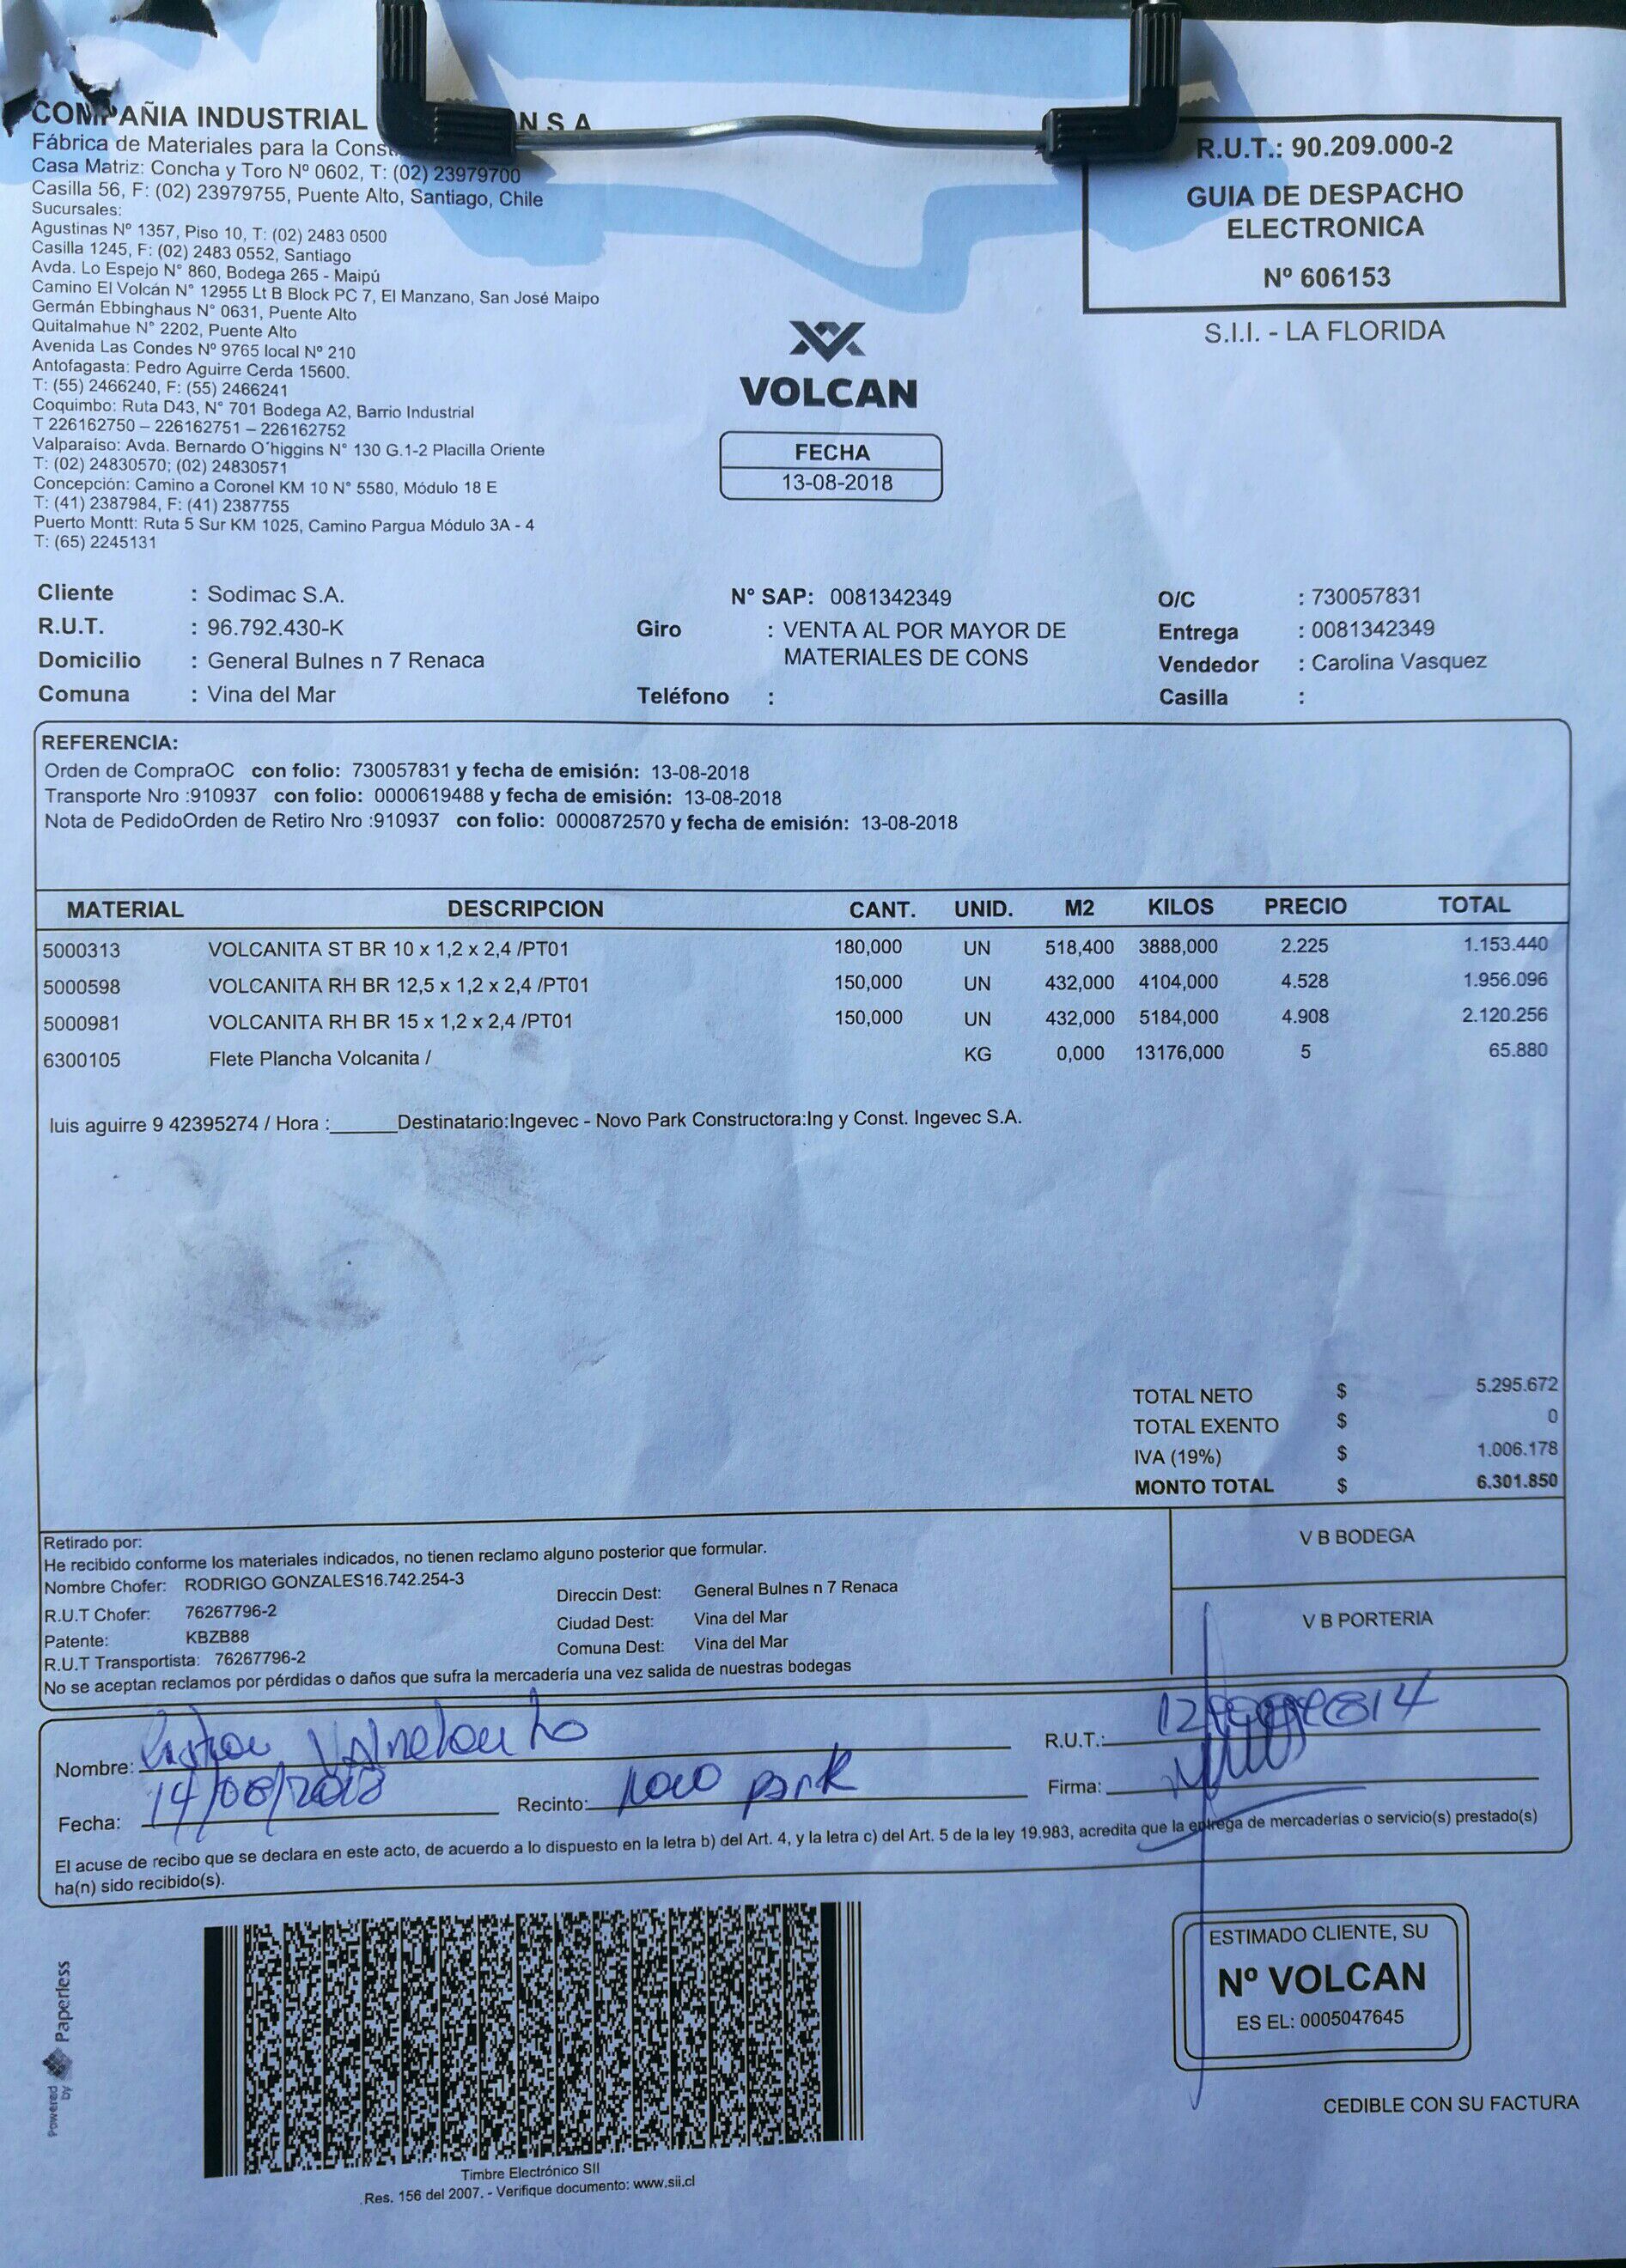 COMPAÑIA INDUSTRIAL N S A
Fábrica de Materiales para la Const
Casa Matriz: Concha y Toro Nº 0602, T: (02) 23979700
Casilla 56, F: (02) 23979755, Puente Alto, Santiago, Chile
Sucursales:
Agustinas Nº 1357, Piso 10, T: (02) 2483 0500
Casilla 1245, F: (02) 2483 0552, Santiago
Avda. Lo Espejo N° 860, Bodega 265 - Maipú
Camino El Volcán N° 12955 Lt B Block PC 7, El Manzano, San José Maipo
Germán Ebbinghaus N° 0631, Puente Alto
Quitalmahue N° 2202, Puente Alto
Avenida Las Condes Nº 9765 local Nº 210
Antofagasta: Pedro Aguirre Cerda 15600.
T: (55) 2466240, F: (55) 2466241
Coquimbo: Ruta D43, N° 701 Bodega A2, Barrio Industrial
T 226162750 – 226162751 – 226162752
Valparaiso: Avda. Bernardo O´higgins N° 130 G.1-2 Placilla Oriente
T: (02) 24830570; (02) 24830571
Concepción: Camino a Coronel KM 10 N° 5580, Módulo 18 E
T: (41) 2387984, F: (41) 2387755
Puerto Montt: Ruta 5 Sur KM 1025, Camino Pargua Módulo 3A - 4
T: (65) 2245131
R.U.T.: 90.209.000-2
GUIA DE DESPACHO
ELECTRONICA
Nº 606153
S.I.I. - LA FLORIDA
VOLCAN
FECHA
13-08-2018
Cliente : Sodimac S.A. N° SAP: 0081342349 O/C : 730057831
R.U.T. : 96.792.430-K Giro : VENTA AL POR MAYOR DE Entrega : 0081342349
Domicilio : General Bulnes n 7 Renaca MATERIALES DE CONS Vendedor : Carolina Vasquez
Comuna : Vina del Mar Teléfono : Casilla :
REFERENCIA:
Orden de CompraOC con folio: 730057831 y fecha de emisión: 13-08-2018
Transporte Nro :910937 con folio: 0000619488 y fecha de emisión: 13-08-2018
Nota de PedidoOrden de Retiro Nro :910937 con folio: 0000872570 y fecha de emisión: 13-08-2018
MATERIAL DESCRIPCION CANT. UNID. M2 KILOS PRECIO TOTAL
5000313 VOLCANITA ST BR 10 x 1,2 x 2,4 /PT01 180,000 UN 518,400 3888,000 2.225 1.153.440
5000598 VOLCANITA RH BR 12,5 x 1,2 x 2,4 /PT01 150,000 UN 432,000 4104,000 4.528 1.956.096
5000981 VOLCANITA RH BR 15 x 1,2 x 2,4 /PT01 150,000 UN 432,000 5184,000 4.908 2.120.256
6300105 Flete Plancha Volcanita / KG 0,000 13176,000 5 65.880
luis aguirre 9 42395274 / Hora :______Destinatario:Ingevec - Novo Park Constructora:Ing y Const. Ingevec S.A.
TOTAL NETO $ 5.295.672
TOTAL EXENTO $ 0
IVA (19%) $ 1.006.178
MONTO TOTAL $ 6.301.850
Retirado por:
He recibido conforme los materiales indicados, no tienen reclamo alguno posterior que formular.
Nombre Chofer: RODRIGO GONZALES16.742.254-3 Direccin Dest: General Bulnes n 7 Renaca
R.U.T Chofer: 76267796-2 Ciudad Dest: Vina del Mar
Patente: KBZB88 Comuna Dest: Vina del Mar
R.U.T Transportista: 76267796-2
No se aceptan reclamos por pérdidas o daños que sufra la mercadería una vez salida de nuestras bodegas
V B BODEGA
V B PORTERIA
Nombre: R.U.T.:
Fecha: 14/08/2018 Recinto: Novo park Firma:
El acuse de recibo que se declara en este acto, de acuerdo a lo dispuesto en la letra b) del Art. 4, y la letra c) del Art. 5 de la ley 19.983, acredita que la entrega de mercaderias o servicio(s) prestado(s)
ha(n) sido recibido(s).
Powered by Paperless
Timbre Electrónico SII
Res. 156 del 2007. - Verifique documento: www.sii.cl
ESTIMADO CLIENTE, SU
Nº VOLCAN
ES EL: 0005047645
CEDIBLE CON SU FACTURA